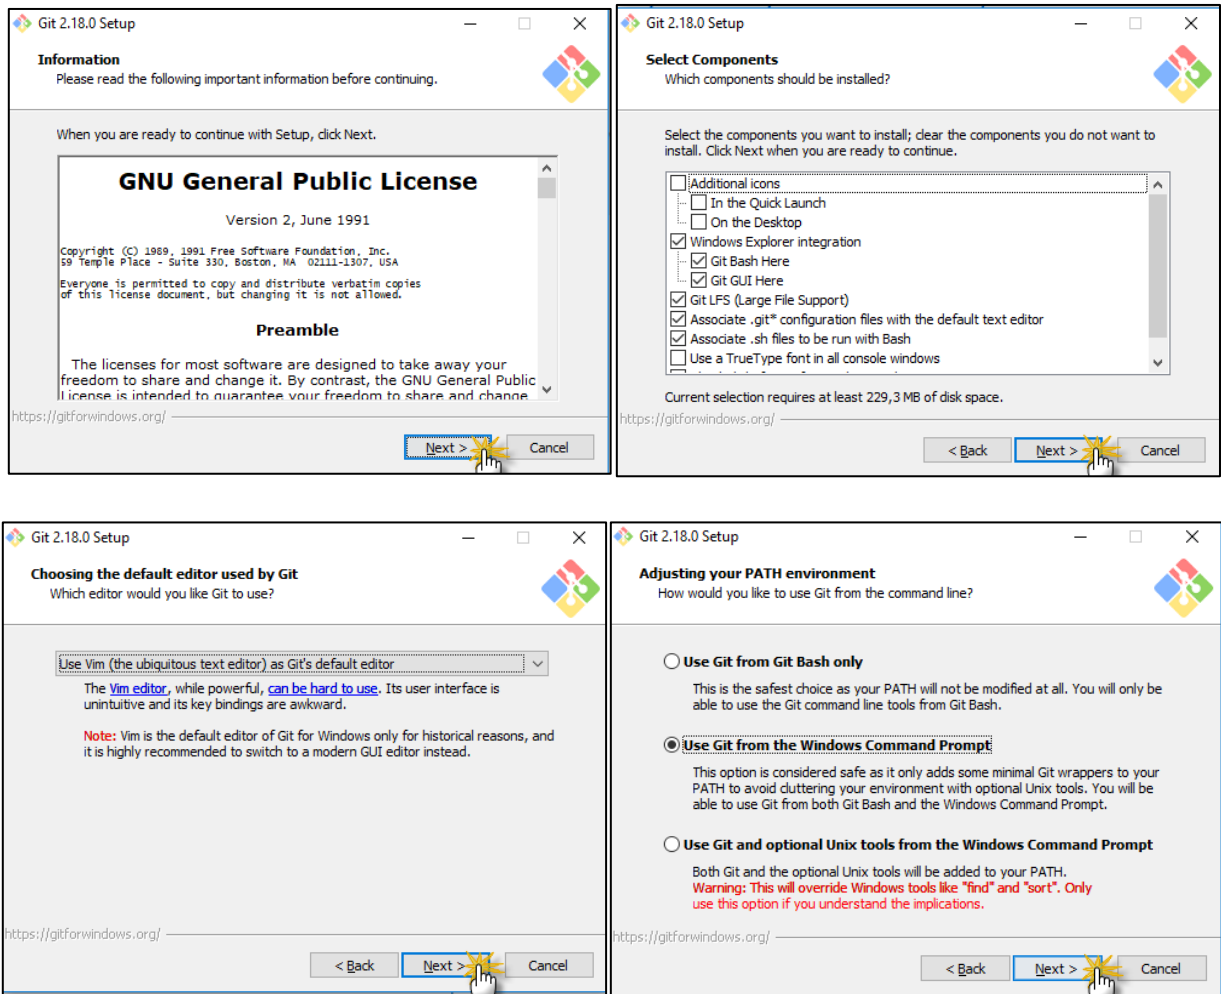 Git 2.18.0 Setup
Information
Please read the following important information before continuing.
When you are ready to continue with Setup, click Next.
GNU General Public License
Version 2, June 1991
Copyright (C) 1989, 1991 Free Software Foundation, Inc.
59 Temple Place - Suite 330, Boston, MA  02111-1307, USA
Everyone is permitted to copy and distribute verbatim copies
of this license document, but changing it is not allowed.
Preamble
The licenses for most software are designed to take away your
freedom to share and change it. By contrast, the GNU General Public
License is intended to guarantee your freedom to share and change
https://gitforwindows.org/
Next >
Cancel
Git 2.18.0 Setup
Select Components
Which components should be installed?
Select the components you want to install; clear the components you do not want to
install. Click Next when you are ready to continue.
Additional icons
In the Quick Launch
On the Desktop
Windows Explorer integration
Git Bash Here
Git GUI Here
Git LFS (Large File Support)
Associate .git* configuration files with the default text editor
Associate .sh files to be run with Bash
Use a TrueType font in all console windows
Current selection requires at least 229,3 MB of disk space.
https://gitforwindows.org/
< Back
Next >
Cancel
Git 2.18.0 Setup
Choosing the default editor used by Git
Which editor would you like Git to use?
Use Vim (the ubiquitous text editor) as Git's default editor
The Vim editor, while powerful, can be hard to use. Its user interface is
unintuitive and its key bindings are awkward.
Note: Vim is the default editor of Git for Windows only for historical reasons, and
it is highly recommended to switch to a modern GUI editor instead.
https://gitforwindows.org/
< Back
Next >
Cancel
Git 2.18.0 Setup
Adjusting your PATH environment
How would you like to use Git from the command line?
Use Git from Git Bash only
This is the safest choice as your PATH will not be modified at all. You will only be
able to use the Git command line tools from Git Bash.
Use Git from the Windows Command Prompt
This option is considered safe as it only adds some minimal Git wrappers to your
PATH to avoid cluttering your environment with optional Unix tools. You will be
able to use Git from both Git Bash and the Windows Command Prompt.
Use Git and optional Unix tools from the Windows Command Prompt
Both Git and the optional Unix tools will be added to your PATH.
Warning: This will override Windows tools like "find" and "sort". Only
use this option if you understand the implications.
https://gitforwindows.org/
< Back
Next >
Cancel